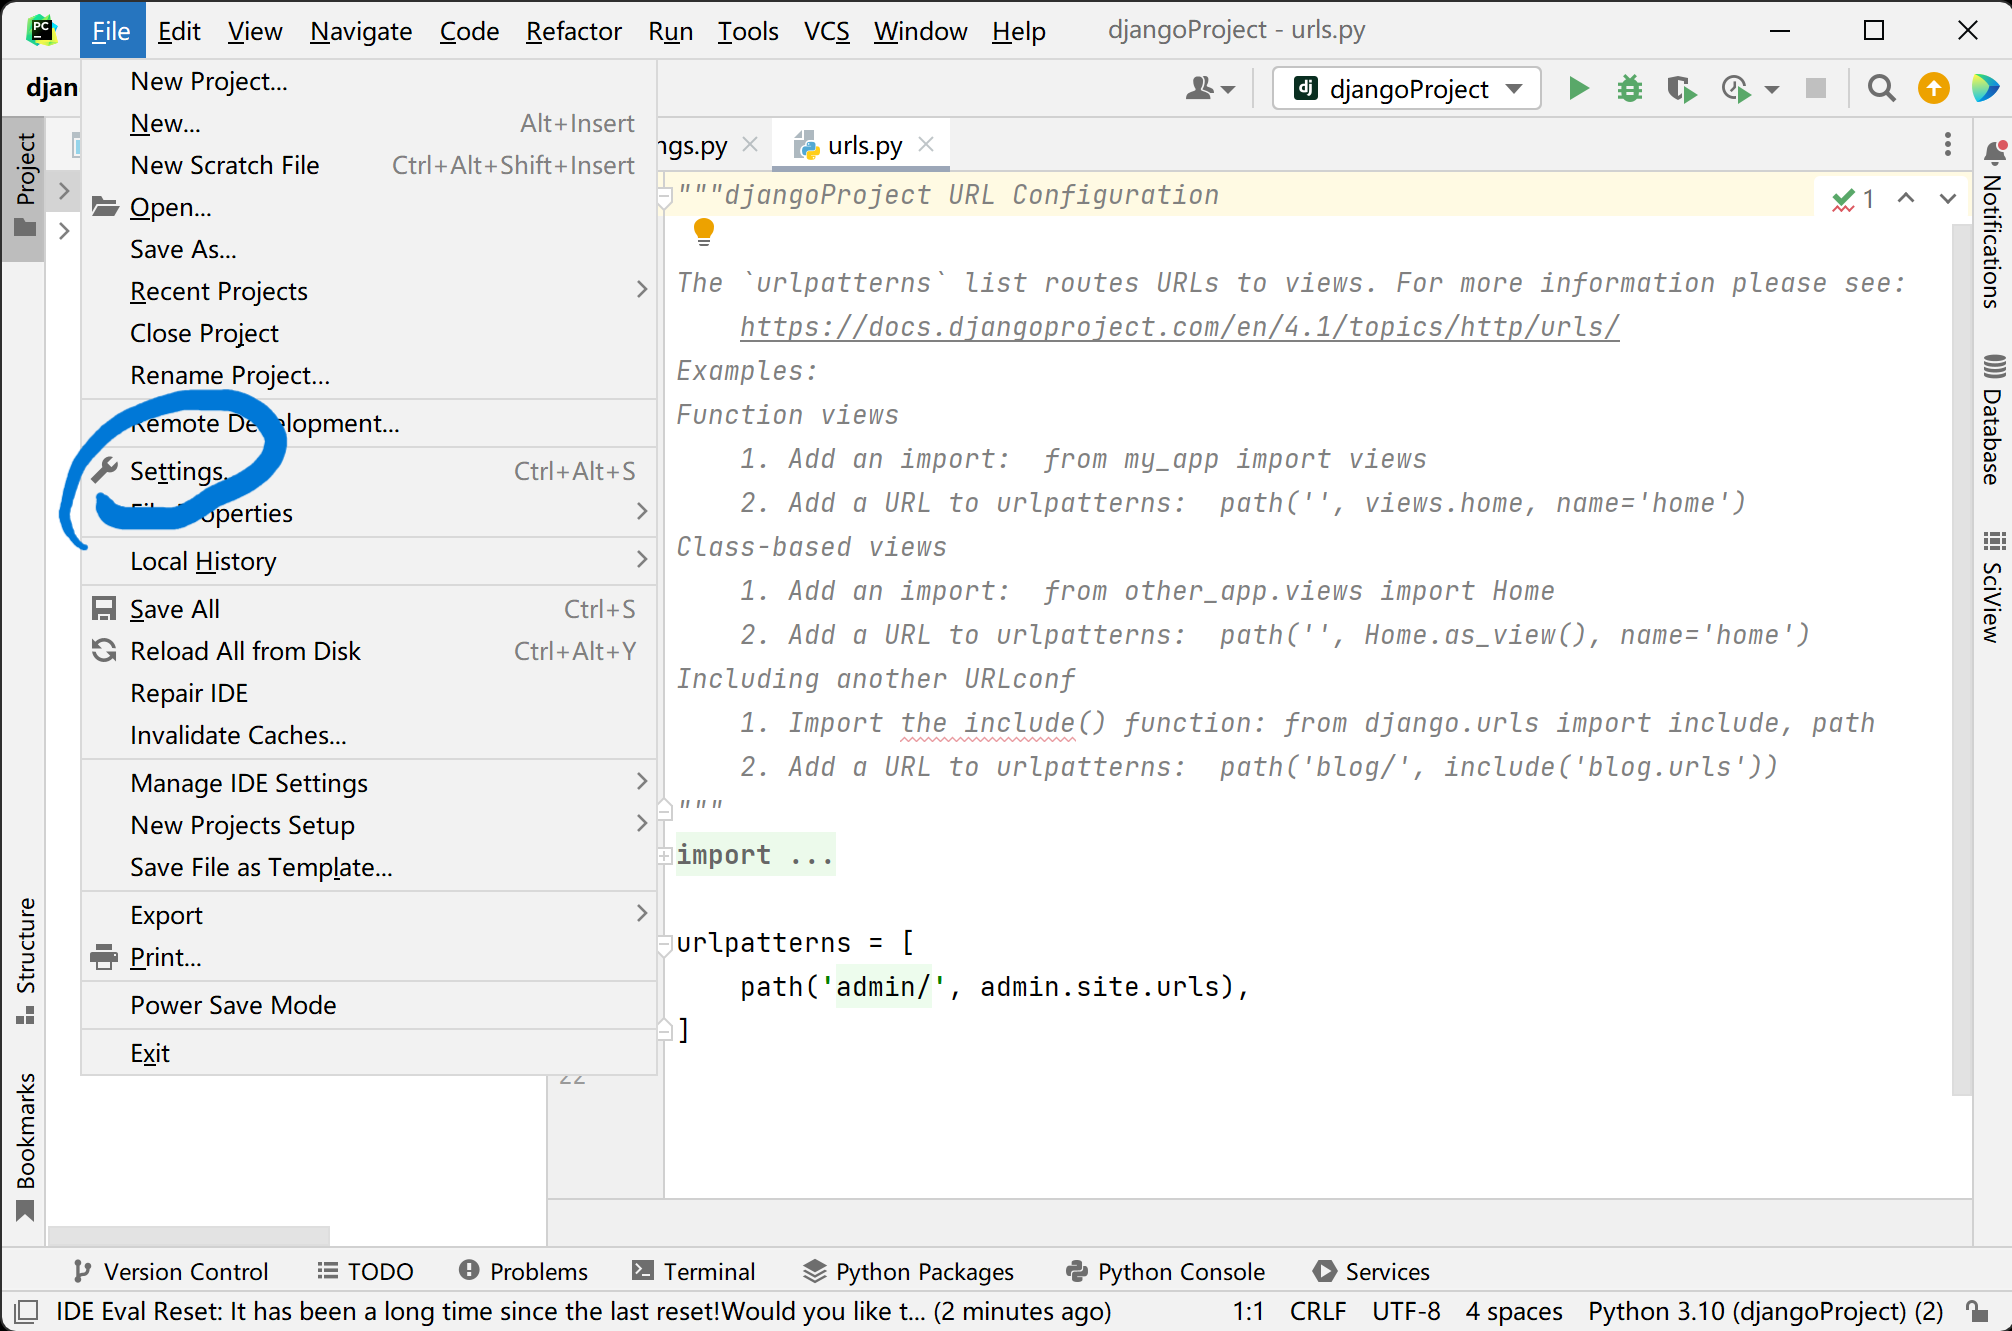 PC File Edit View Navigate Code Refactor Run Tools VCS Window Help djangoProject - urls.py
djan
dj djangoProject
New Project...
New... Alt+Insert
New Scratch File Ctrl+Alt+Shift+Insert
Open...
Save As...
Recent Projects
Close Project
Rename Project...
Remote Development...
Settings... Ctrl+Alt+S
File Properties
Local History
Save All Ctrl+S
Reload All from Disk Ctrl+Alt+Y
Repair IDE
Invalidate Caches...
Manage IDE Settings
New Projects Setup
Save File as Template...
Export
Print...
Power Save Mode
Exit
Project
Structure
Bookmarks
ngs.py urls.py
1
"""djangoProject URL Configuration
The `urlpatterns` list routes URLs to views. For more information please see:
https://docs.djangoproject.com/en/4.1/topics/http/urls/
Examples:
Function views
1. Add an import:  from my_app import views
2. Add a URL to urlpatterns:  path('', views.home, name='home')
Class-based views
1. Add an import:  from other_app.views import Home
2. Add a URL to urlpatterns:  path('', Home.as_view(), name='home')
Including another URLconf
1. Import the include() function: from django.urls import include, path
2. Add a URL to urlpatterns:  path('blog/', include('blog.urls'))
"""
import ...
urlpatterns = [
path('admin/', admin.site.urls),
]
22
Notifications
Database
SciView
Version Control TODO Problems Terminal Python Packages Python Console Services
IDE Eval Reset: It has been a long time since the last reset!Would you like t... (2 minutes ago) 1:1 CRLF UTF-8 4 spaces Python 3.10 (djangoProject) (2)